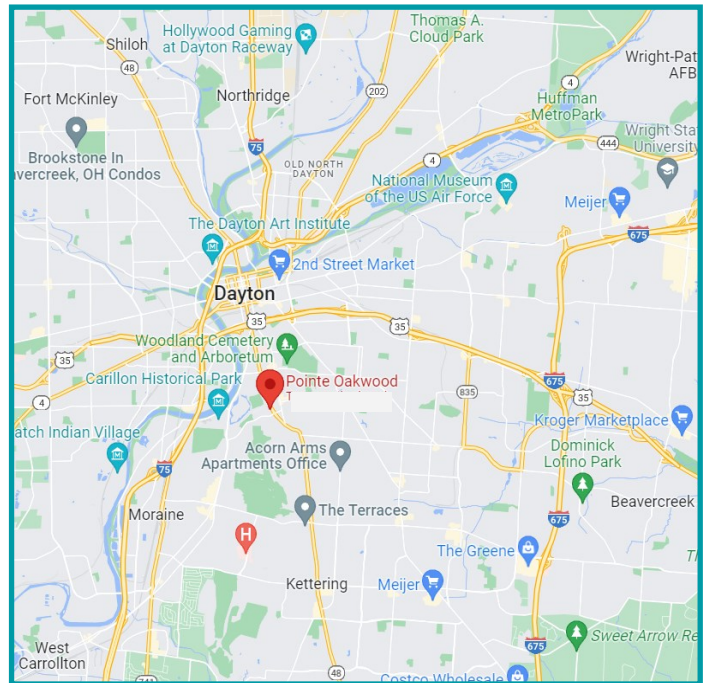 Thomas A.
Cloud Park
Hollywood Gaming
at Dayton Raceway
Shiloh
48
Wright-Pat
AFB
4
Fort McKinley
Northridge
202
Huffman
MetroPark
75
444
Wright Sta
University
Brookstone In
avercreek, OH Condos
OLD NORTH
DAYTON
4
National Museum
of the US Air Force
Meijer
The Dayton Art Institute
675
2nd Street Market
Dayton
35
35
Woodland Cemetery
and Arboretum
35
Carillon Historical Park
Pointe Oakwood
675
35
4
835
Kroger Marketplace
atch Indian Village
Acorn Arms
Apartments Office
Dominick
Lofino Park
75
Moraine
The Terraces
675
Beavercreek
H
The Greene
Kettering
Meijer
West
Carrollton
675
Sweet Arrow Re
48
741
Costco Wholesale